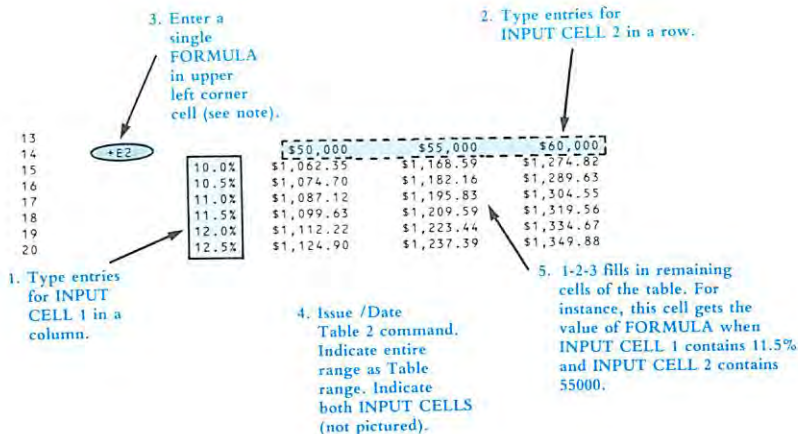 3. Enter a
single
FORMULA
in upper
left corner
cell (see note).
2. Type entries for
INPUT CELL 2 in a row.
13
14 +E2 $50,000 $55,000 $60,000
15 10.0% $1,062.35 $1,168.59 $1,274.82
16 10.5% $1,074.70 $1,182.16 $1,289.63
17 11.0% $1,087.12 $1,195.83 $1,304.55
18 11.5% $1,099.63 $1,209.59 $1,319.56
19 12.0% $1,112.22 $1,223.44 $1,334.67
20 12.5% $1,124.90 $1,237.39 $1,349.88
1. Type entries
for INPUT
CELL 1 in a
column.
4. Issue /Date
Table 2 command.
Indicate entire
range as Table
range. Indicate
both INPUT CELLS
(not pictured).
5. 1-2-3 fills in remaining
cells of the table. For
instance, this cell gets the
value of FORMULA when
INPUT CELL 1 contains 11.5%
and INPUT CELL 2 contains
55000.